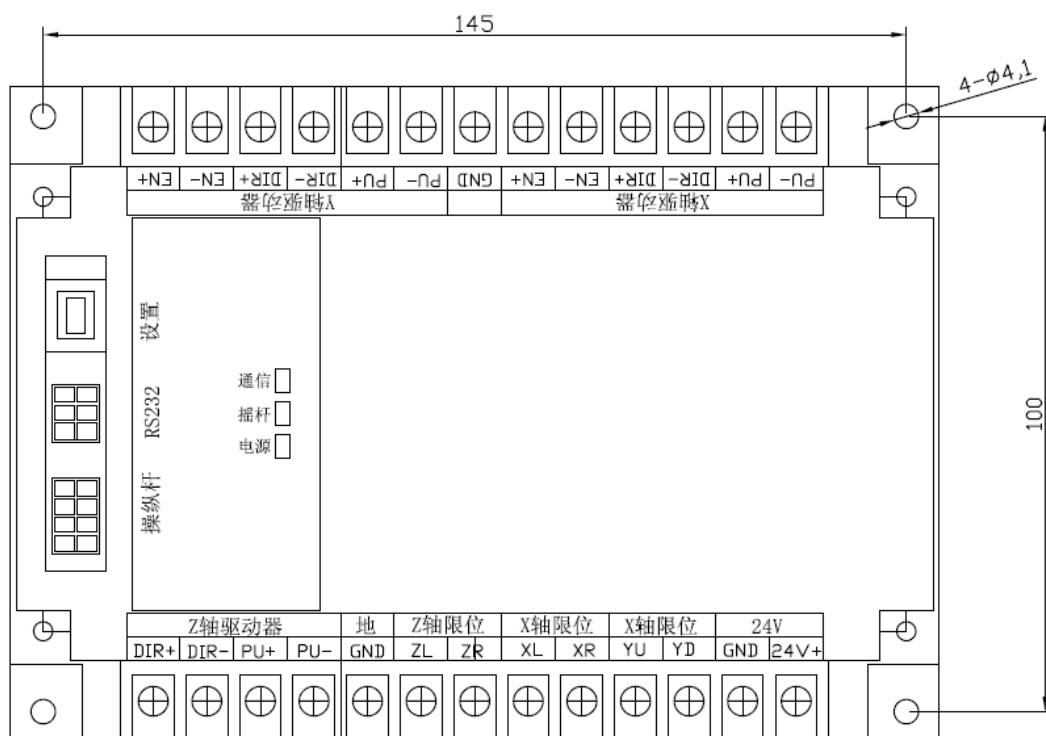 145
4-Ø4,1
EN+ EN- DIR+ DIR- PU+ PU- GND EN+ EN- DIR+ DIR- PU+ PU-
Y轴驱动器 X轴驱动器
设置
RS232
操纵杆
通信
摇杆
电源
100
Z轴驱动器 地 Z轴限位 X轴限位 X轴限位 24V
DIR+ DIR- PU+ PU- GND ZL ZR XL XR YU YD GND 24V+